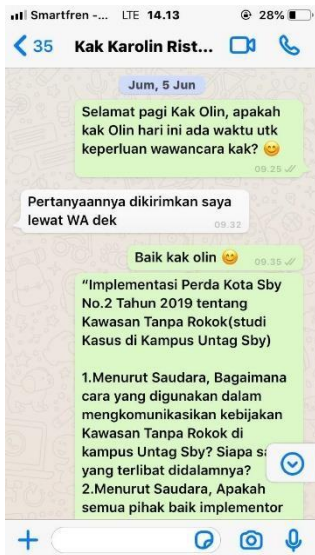 Smartfren -... LTE 14.13 28%
35 Kak Karolin Rist...
Jum, 5 Jun
Selamat pagi Kak Olin, apakah
kak Olin hari ini ada waktu utk
keperluan wawancara kak? 😊
09.25
Pertanyaannya dikirimkan saya
lewat WA dek
09.32
Baik kak olin 😊 09.35
"Implementasi Perda Kota Sby
No.2 Tahun 2019 tentang
Kawasan Tanpa Rokok(studi
Kasus di Kampus Untag Sby)
1.Menurut Saudara, Bagaimana
cara yang digunakan dalam
mengkomunikasikan kebijakan
Kawasan Tanpa Rokok di
kampus Untag Sby? Siapa
yang terlibat didalamnya?
2.Menurut Saudara, Apakah
semua pihak baik implementor